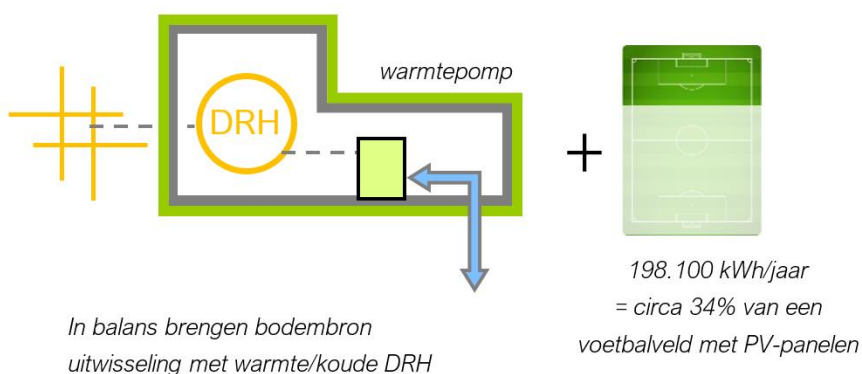 warmtepomp
DRH
+
198.100 kWh/jaar
= circa 34% van een
voetbalveld met PV-panelen
In balans brengen bodembron
uitwisseling met warmte/koude DRH